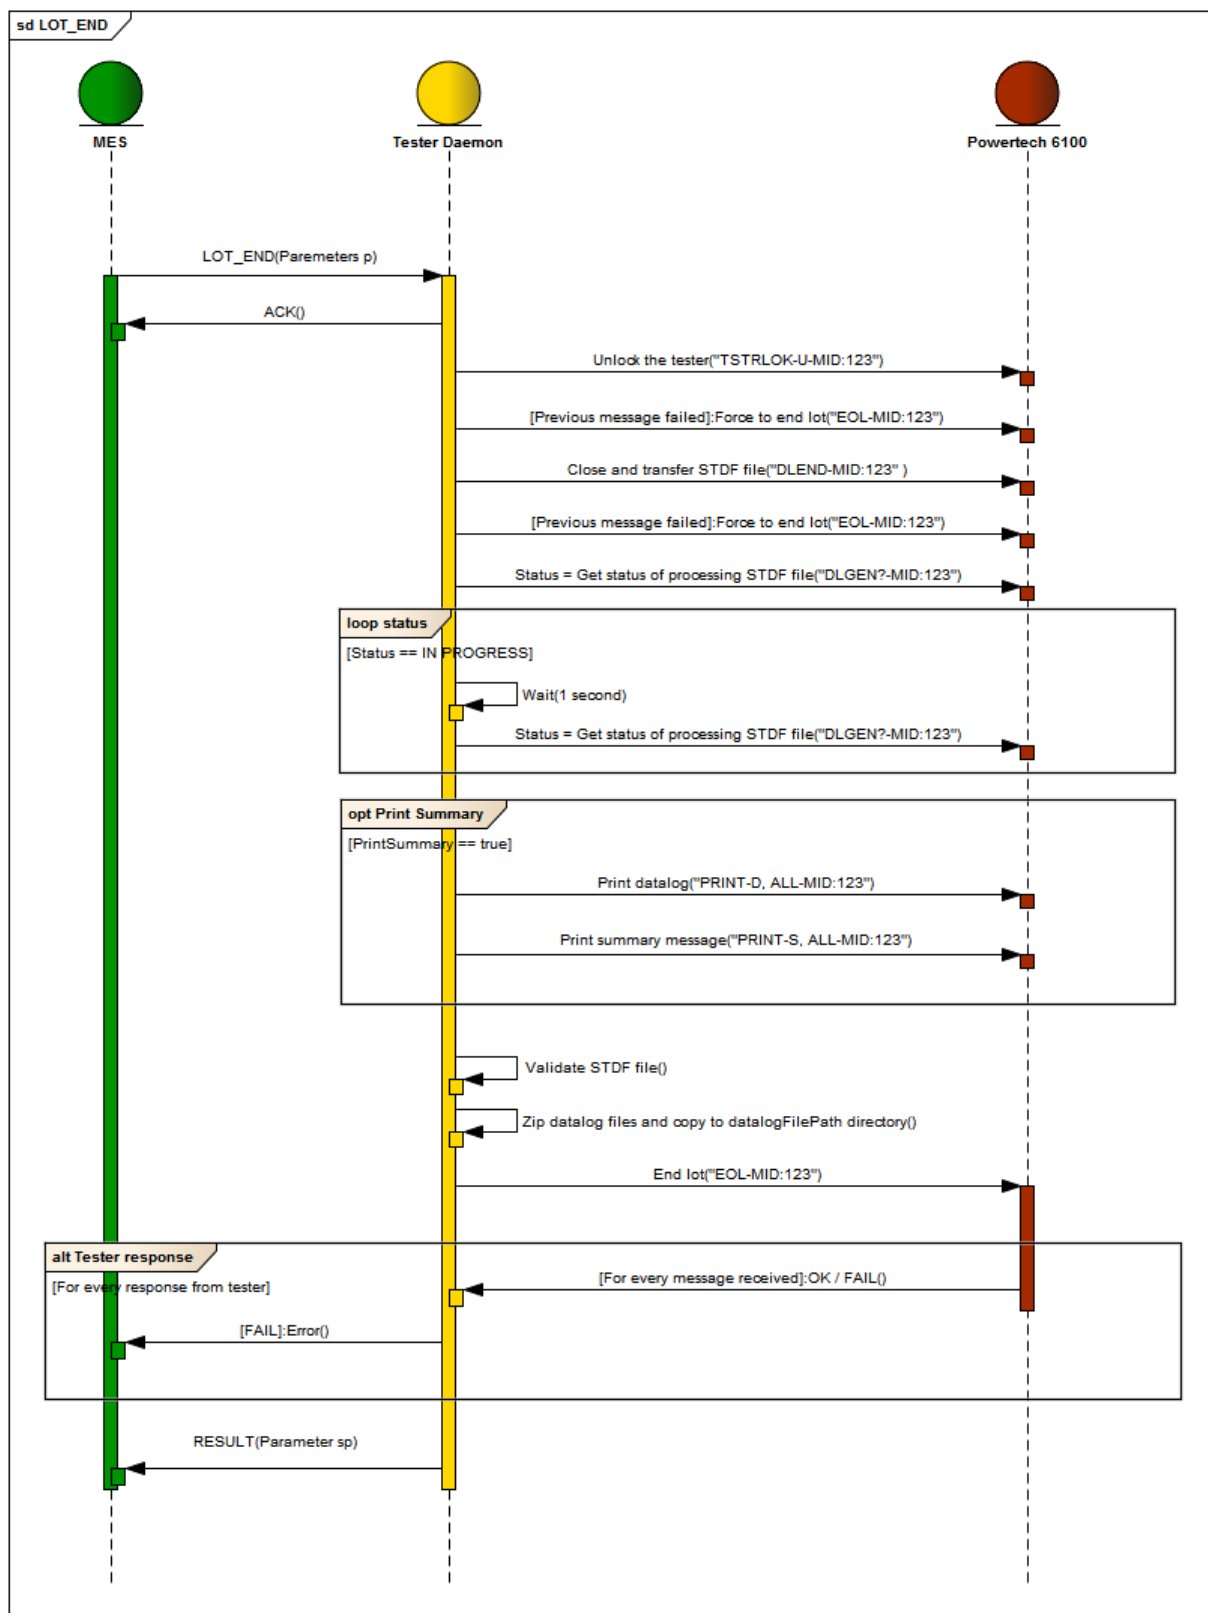 sd LOT_END
MES
Tester Daemon
Powertech 6100
LOT_END(Paremeters p)
ACK()
Unlock the tester("TSTRLOK-U-MID:123")
[Previous message failed]:Force to end lot("EOL-MID:123")
Close and transfer STDF file("DLEND-MID:123" )
[Previous message failed]:Force to end lot("EOL-MID:123")
Status = Get status of processing STDF file("DLGEN?-MID:123")
loop status
[Status == IN PROGRESS]
Wait(1 second)
Status = Get status of processing STDF file("DLGEN?-MID:123")
opt Print Summary
[PrintSummary == true]
Print datalog("PRINT-D, ALL-MID:123")
Print summary message("PRINT-S, ALL-MID:123")
Validate STDF file()
Zip datalog files and copy to datalogFilePath directory()
End lot("EOL-MID:123")
alt Tester response
[For every response from tester]
[For every message received]:OK / FAIL()
[FAIL]:Error()
RESULT(Parameter sp)